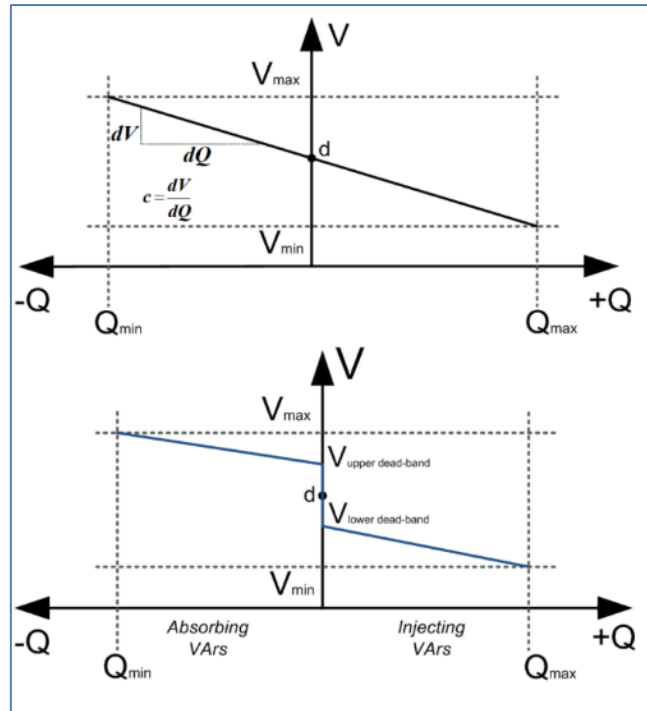 V
Vmax
dV
dQ
d
c = dV/dQ
Vmin
-Q
+Q
Qmin
Qmax
V
Vmax
Vupper dead-band
d
Vlower dead-band
Vmin
Absorbing
VArs
Injecting
VArs
-Q
+Q
Qmin
Qmax